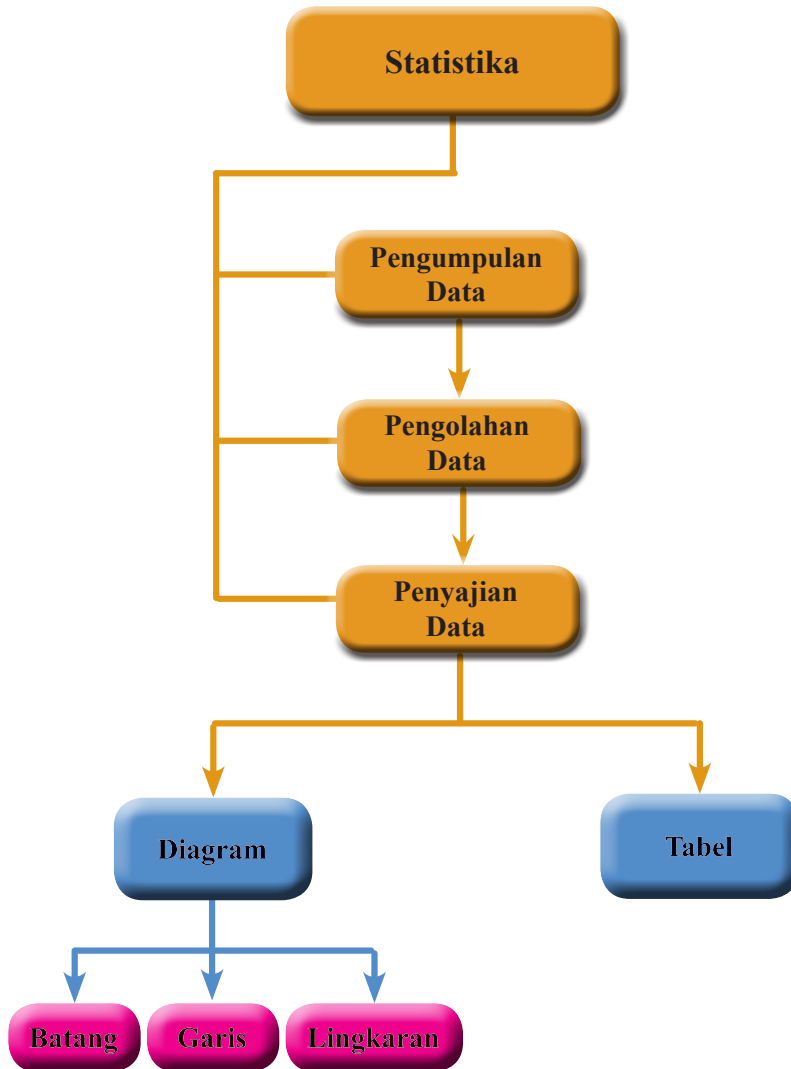 Statistika
Pengumpulan
Data
Pengolahan
Data
Penyajian
Data
Diagram
Tabel
Batang
Garis
Lingkaran